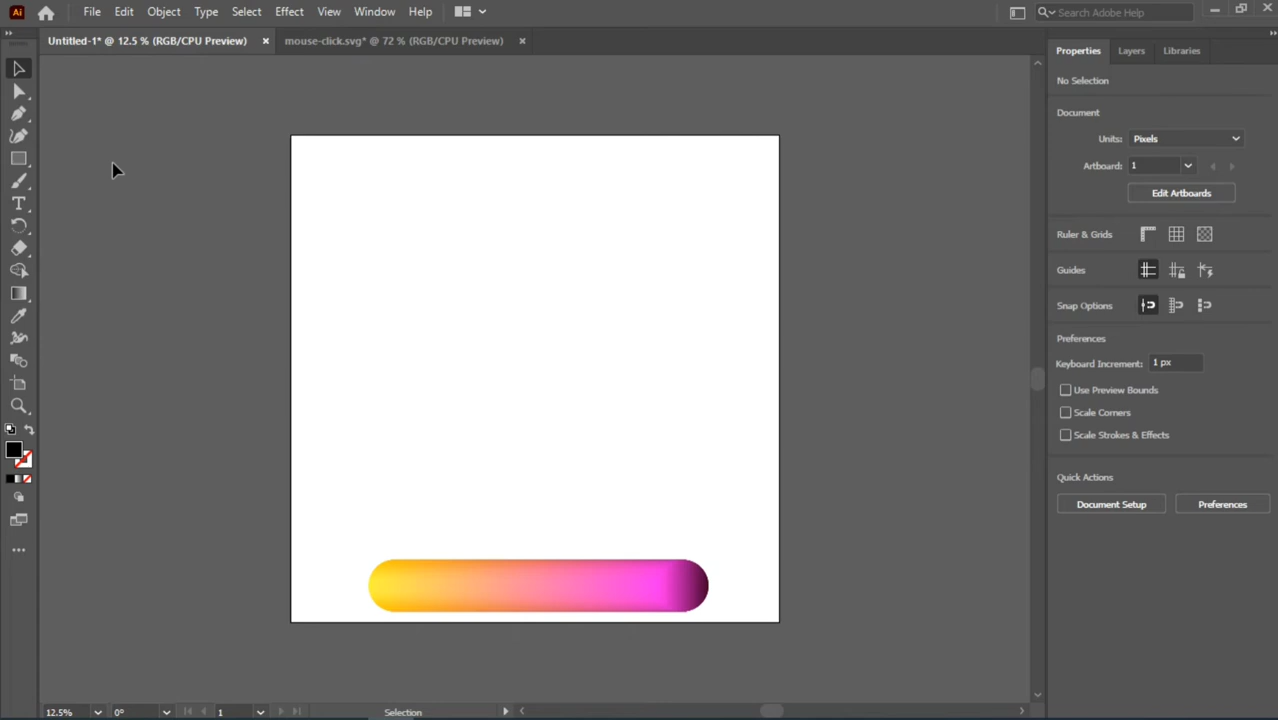 Ai File Edit Object Type Select Effect View Window Help Search Adobe Help
Untitled-1* @ 12.5 % (RGB/CPU Preview) mouse-click.svg* @ 72 % (RGB/CPU Preview)
Properties Layers Libraries
No Selection
Document
Units: Pixels
Artboard: 1
Edit Artboards
Ruler & Grids
Guides
Snap Options
Preferences
Keyboard Increment: 1 px
Use Preview Bounds
Scale Corners
Scale Strokes & Effects
Quick Actions
Document Setup Preferences
12.5% 0° 1 Selection